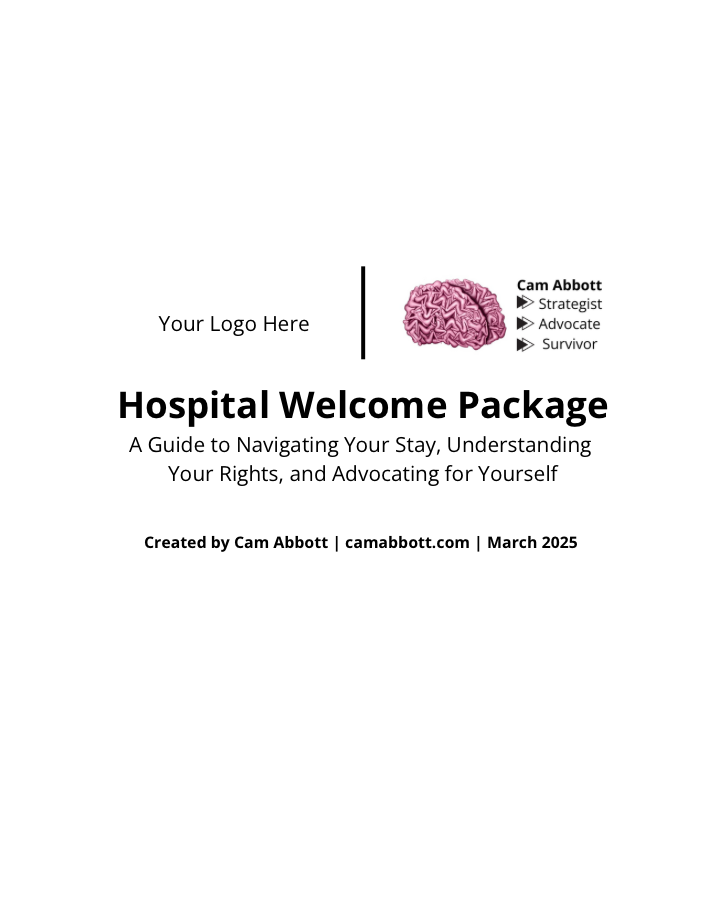 Your Logo Here
Cam Abbott
Strategist
Advocate
Survivor
Hospital Welcome Package
A Guide to Navigating Your Stay, Understanding
Your Rights, and Advocating for Yourself
Created by Cam Abbott | camabbott.com | March 2025